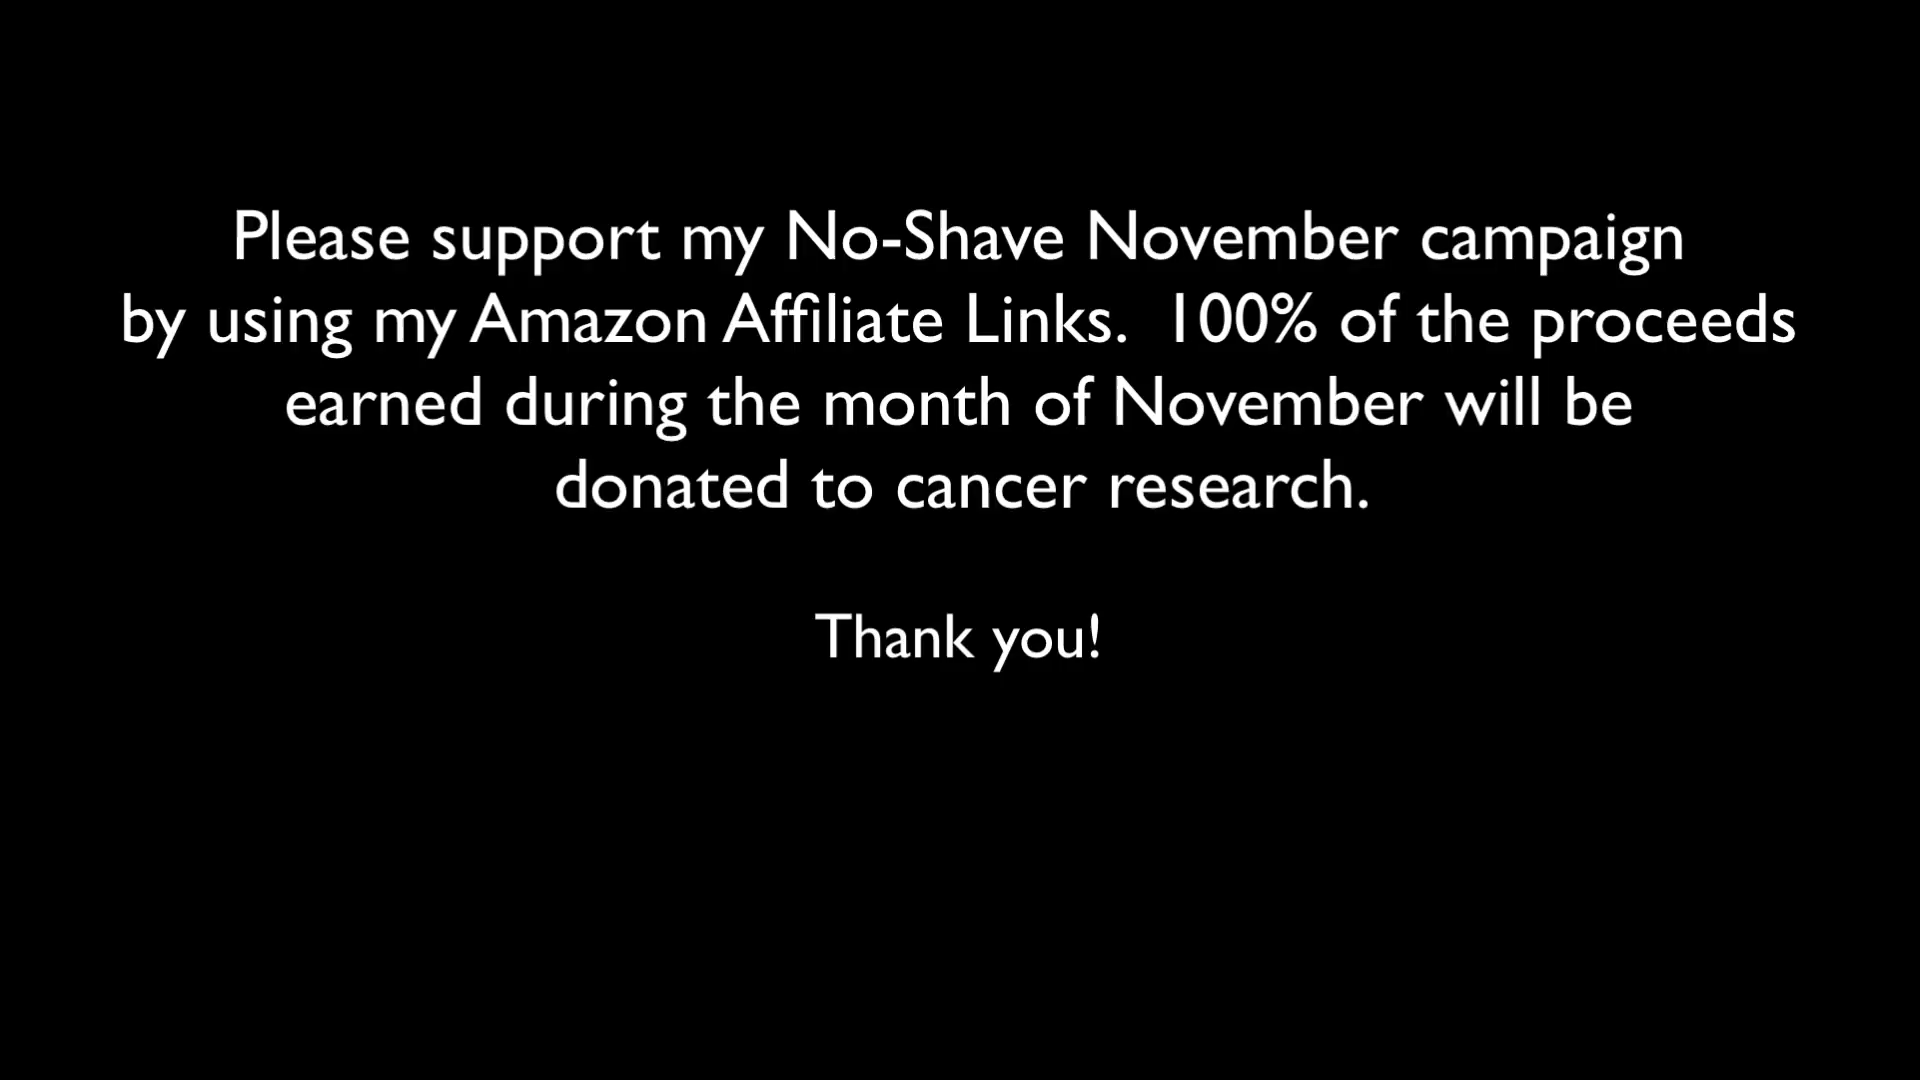 Please support my No-Shave November campaign
by using my Amazon Affiliate Links.  100% of the proceeds
earned during the month of November will be
donated to cancer research.
Thank you!